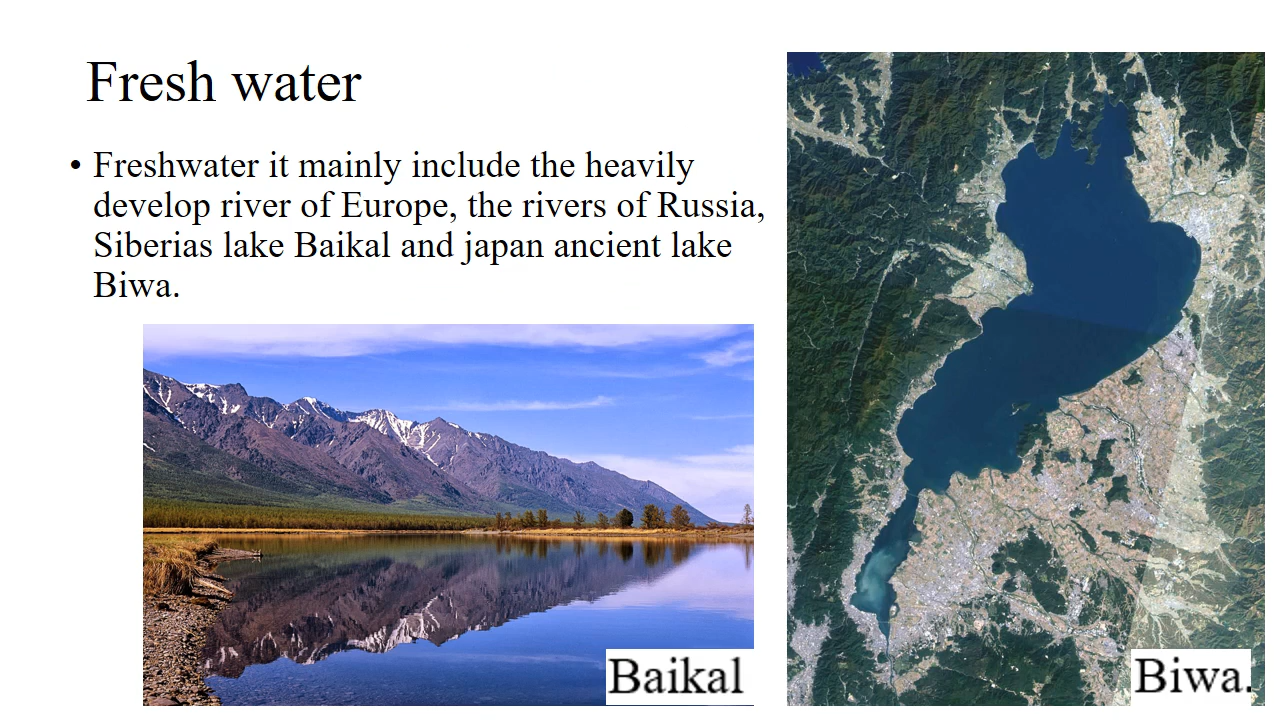 Fresh water
• Freshwater it mainly include the heavily
develop river of Europe, the rivers of Russia,
Siberias lake Baikal and japan ancient lake
Biwa.
Baikal
Biwa.